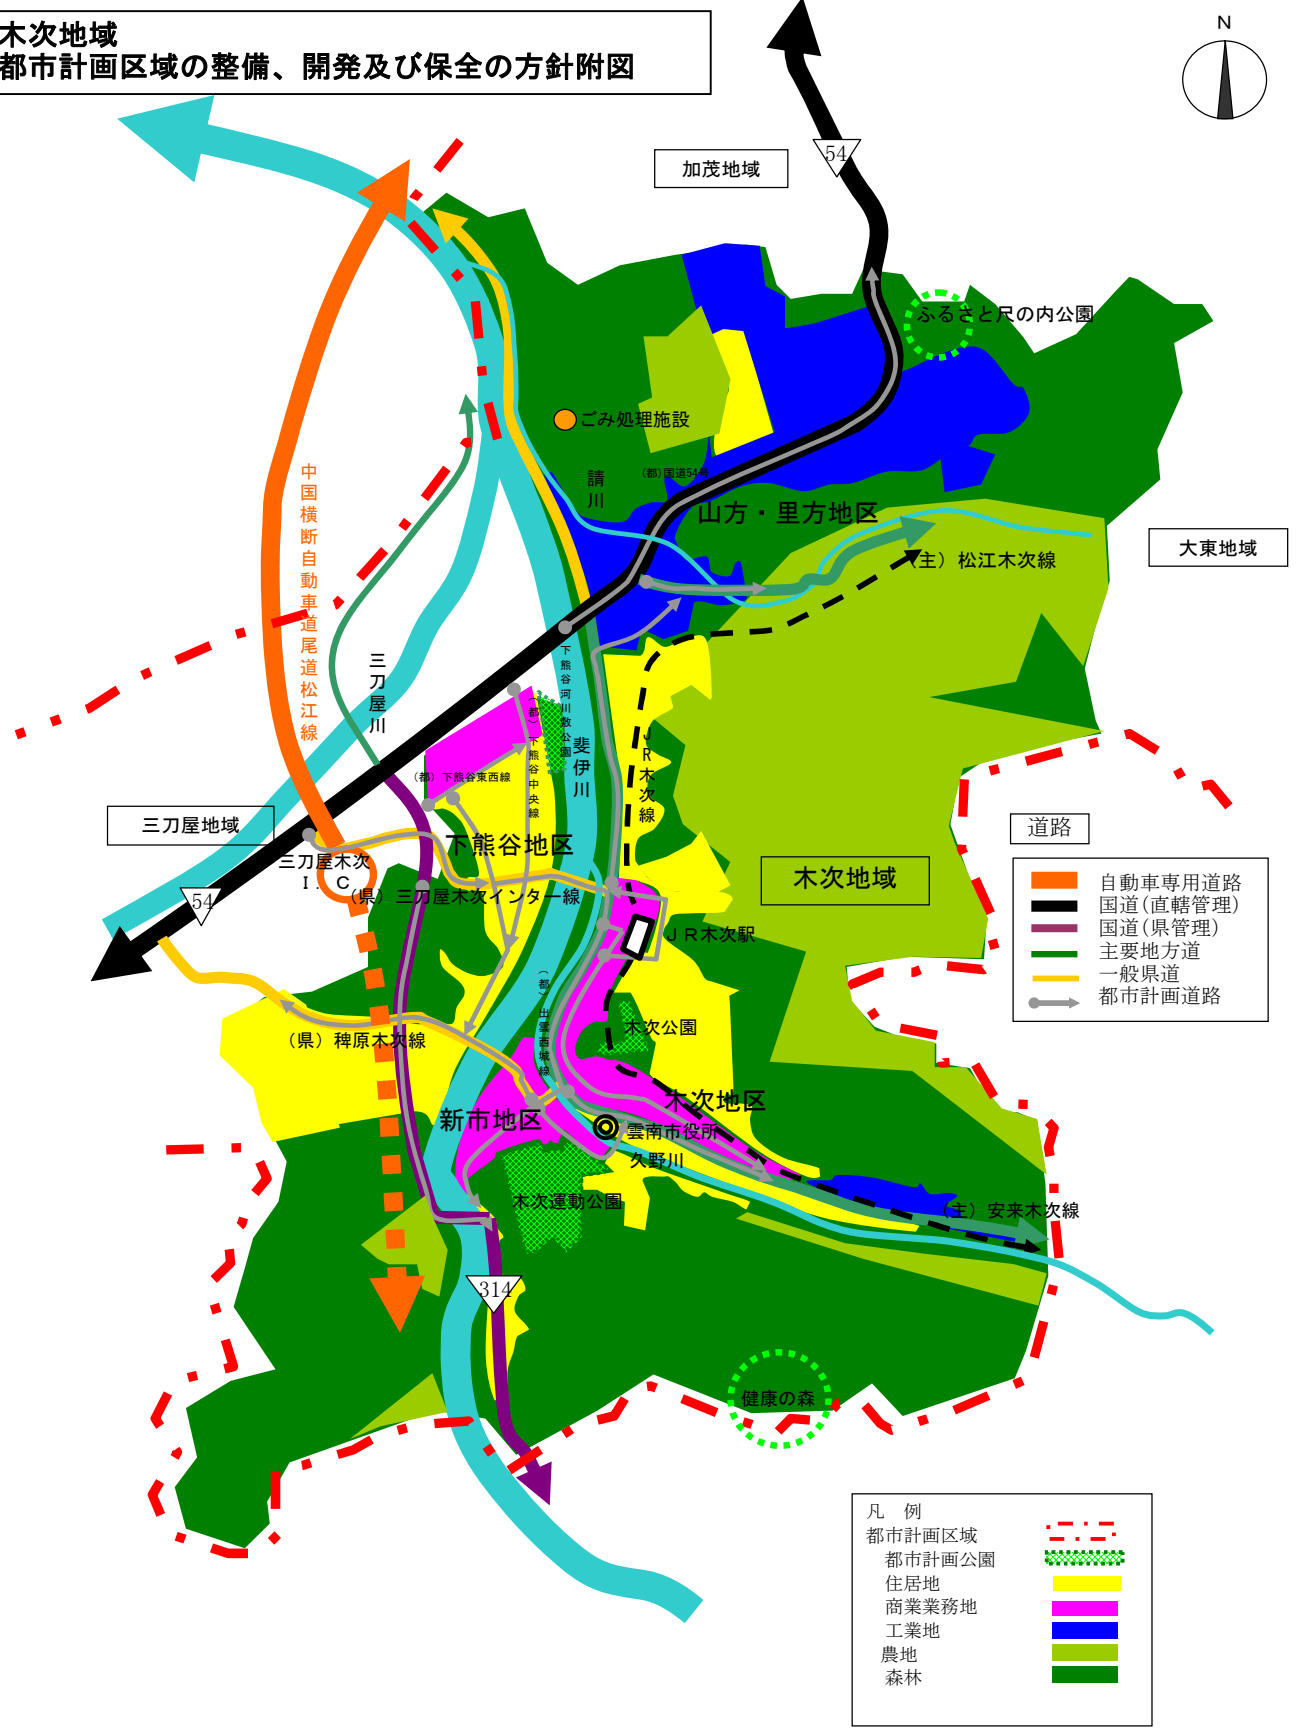 木次地域
都市計画区域の整備、開発及び保全の方針附図
N
加茂地域
54
ふるさと尺の内公園
ごみ処理施設
請川
(都)国道54号
山方・里方地区
大東地域
(主）松江木次線
中国横断自動車道尾道松江線
三刀屋川
下熊谷河川敷公園
斐伊川
JR木次線
（都）下熊谷中央線
（都）下熊谷東西線
三刀屋地域
下熊谷地区
三刀屋木次
I．C
(県）三刀屋木次インター線
54
木次地域
JR木次駅
道路
自動車専用道路
国道(直轄管理)
国道(県管理)
主要地方道
一般県道
都市計画道路
（都）出雲西城線
木次公園
（県）稗原木次線
木次地区
新市地区
雲南市役所
久野川
木次運動公園
（主）安来木次線
314
健康の森
凡　例
都市計画区域
都市計画公園
住居地
商業業務地
工業地
農地
森林